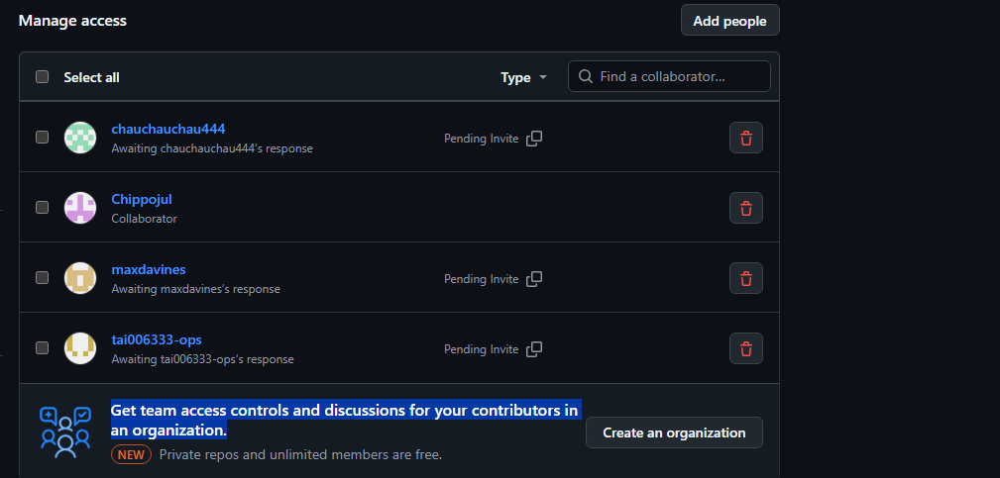 Manage access
Add people
Select all
Type
Find a collaborator...
chauchauchau444
Awaiting chauchauchau444's response
Pending Invite
Chippojul
Collaborator
maxdavines
Awaiting maxdavines's response
Pending Invite
tai006333-ops
Awaiting tai006333-ops's response
Pending Invite
Get team access controls and discussions for your contributors in
an organization.
Create an organization
NEW Private repos and unlimited members are free.